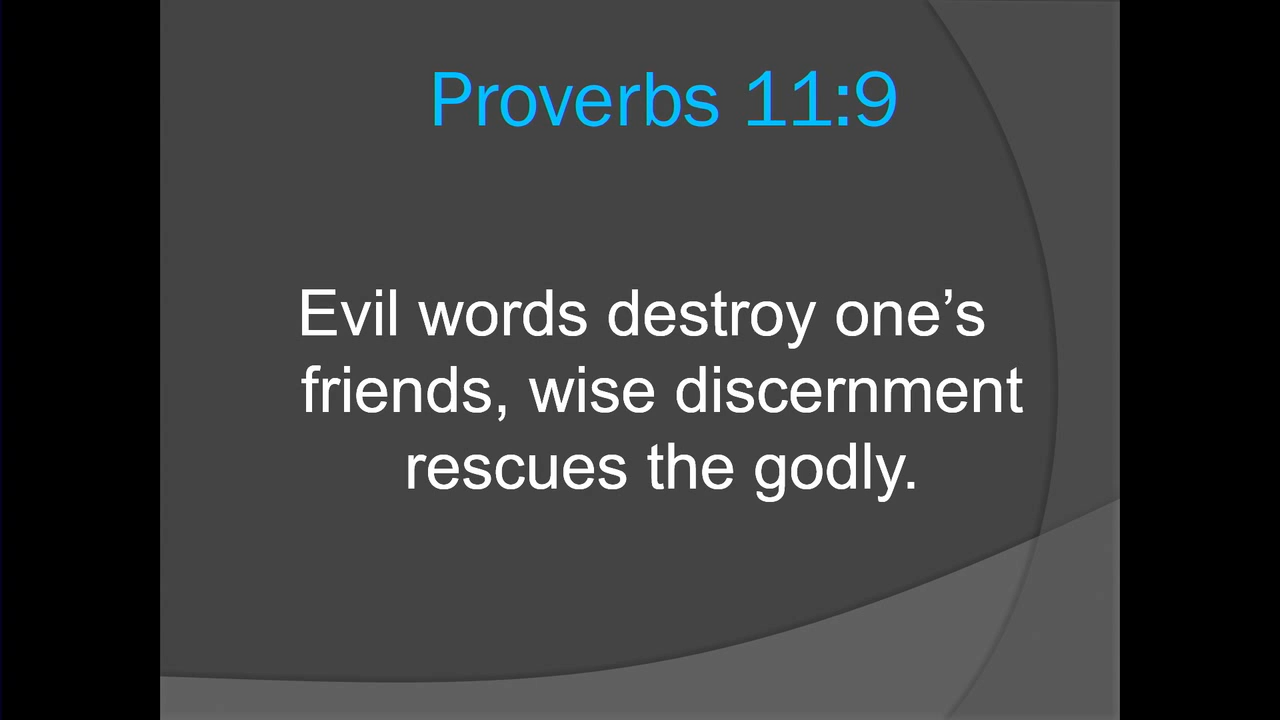 Proverbs 11:9
Evil words destroy one’s
friends, wise discernment
rescues the godly.